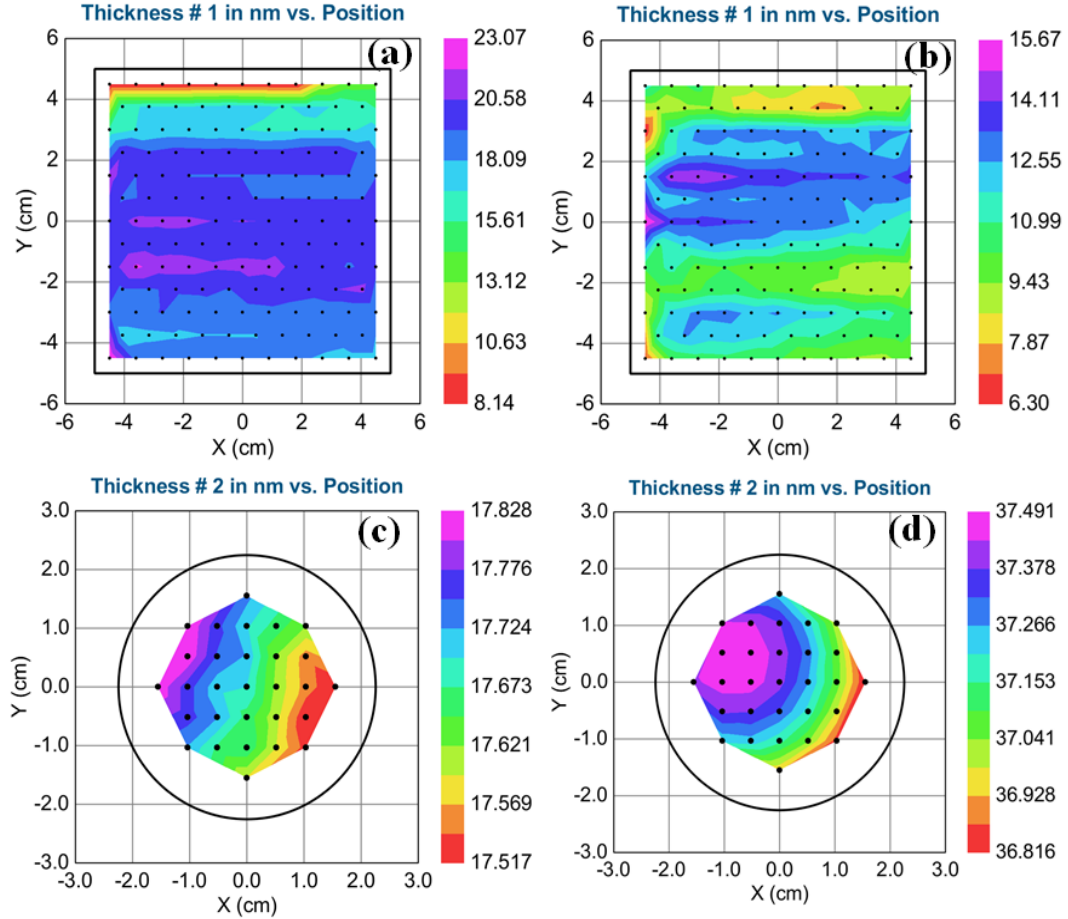 Thickness # 1 in nm vs. Position
(a)
6
4
2
0
-2
-4
-6
Y (cm)
-6 -4 -2 0 2 4 6
X (cm)
23.07
20.58
18.09
15.61
13.12
10.63
8.14
Thickness # 1 in nm vs. Position
(b)
6
4
2
0
-2
-4
-6
Y (cm)
-6 -4 -2 0 2 4 6
X (cm)
15.67
14.11
12.55
10.99
9.43
7.87
6.30
Thickness # 2 in nm vs. Position
(c)
3.0
2.0
1.0
0.0
-1.0
-2.0
-3.0
Y (cm)
-3.0 -2.0 -1.0 0.0 1.0 2.0 3.0
X (cm)
17.828
17.776
17.724
17.673
17.621
17.569
17.517
Thickness # 2 in nm vs. Position
(d)
3.0
2.0
1.0
0.0
-1.0
-2.0
-3.0
Y (cm)
-3.0 -2.0 -1.0 0.0 1.0 2.0 3.0
X (cm)
37.491
37.378
37.266
37.153
37.041
36.928
36.816